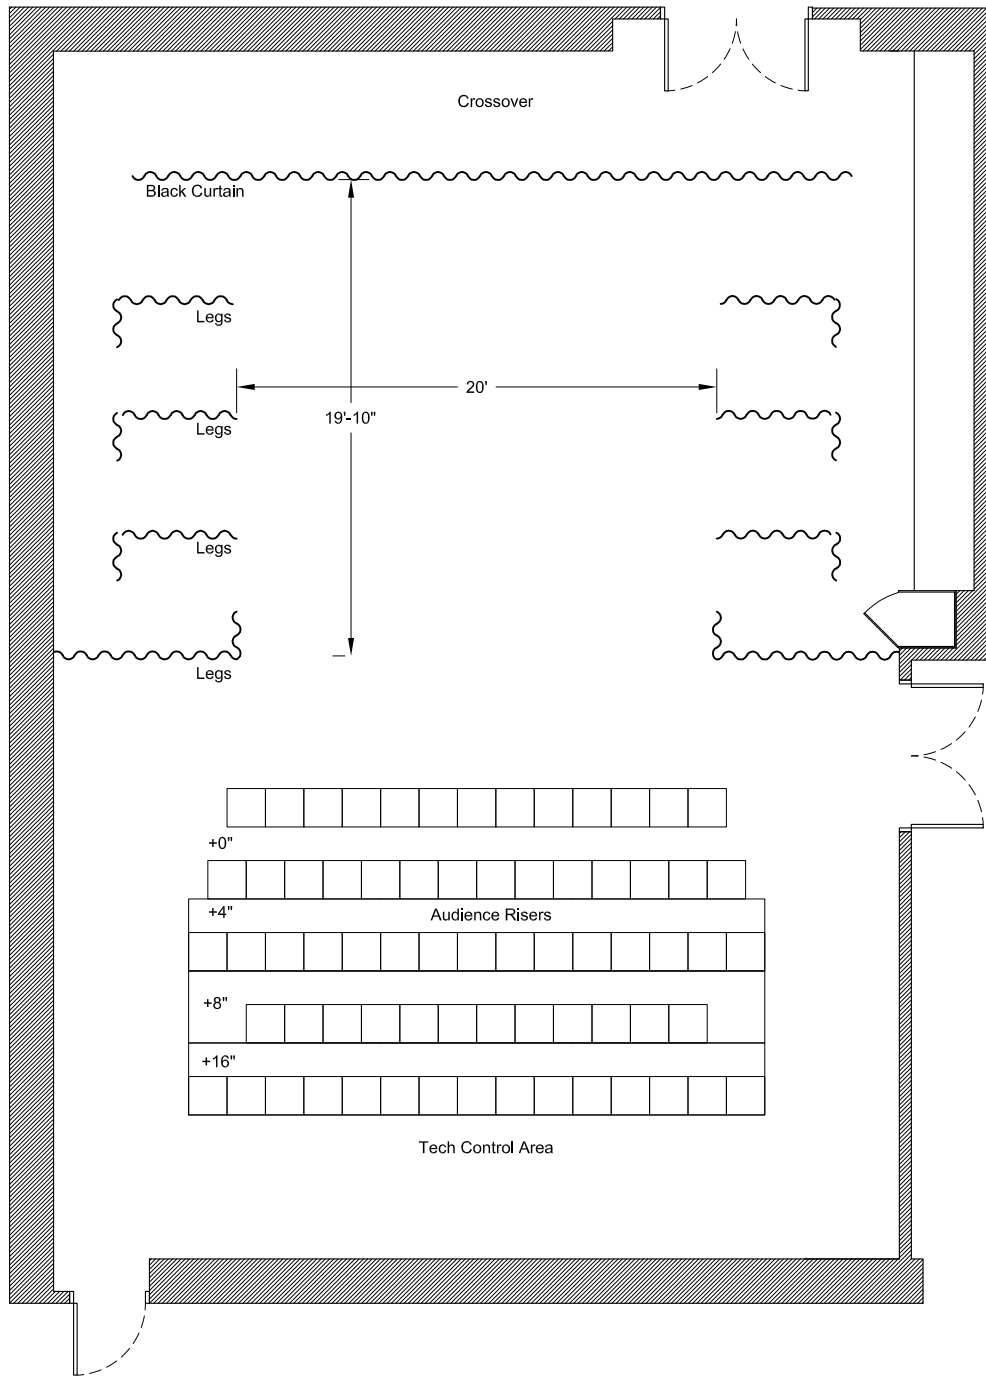 Crossover
Black Curtain
Legs
20'
19'-10"
Legs
Legs
Legs
+0"
+4"
Audience Risers
+8"
+16"
Tech Control Area